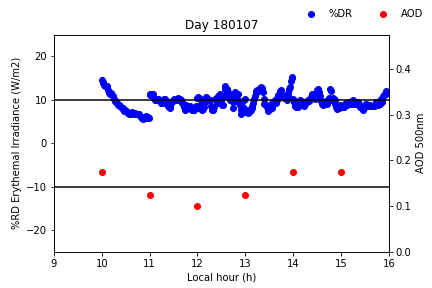 %DR AOD
Day 180107
%RD Erythemal Irradiance (W/m2)
20
10
0
−10
−20
0.4
0.3
0.2
0.1
0.0
AOD 500nm
9 10 11 12 13 14 15 16
Local hour (h)